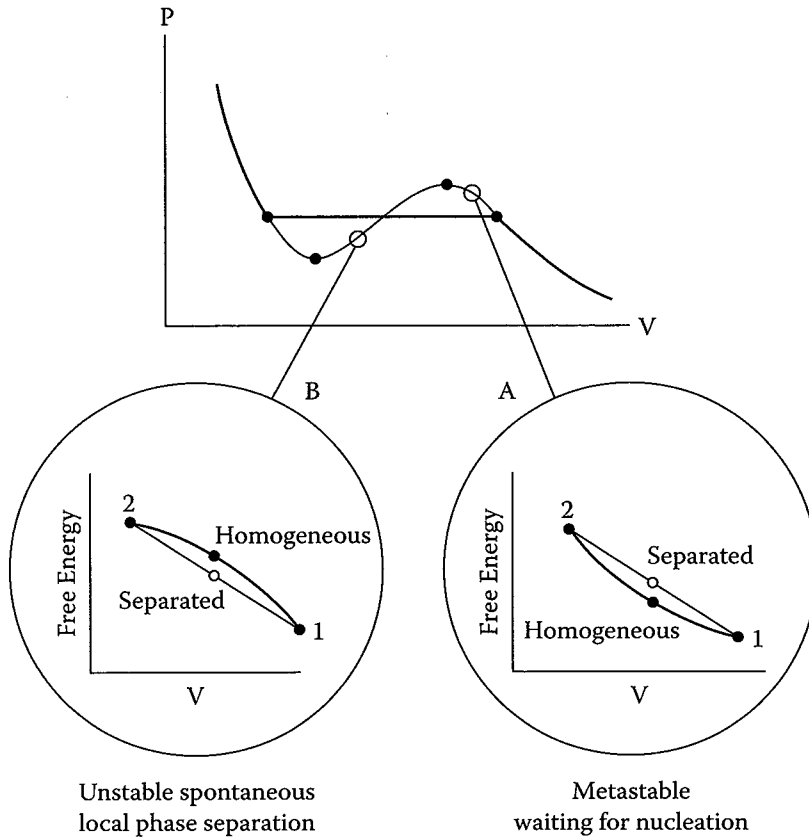 P
V
B
A
2
Homogeneous
Separated
1
Free Energy
V
2
Separated
Homogeneous
1
Free Energy
V
Unstable spontaneous
local phase separation
Metastable
waiting for nucleation